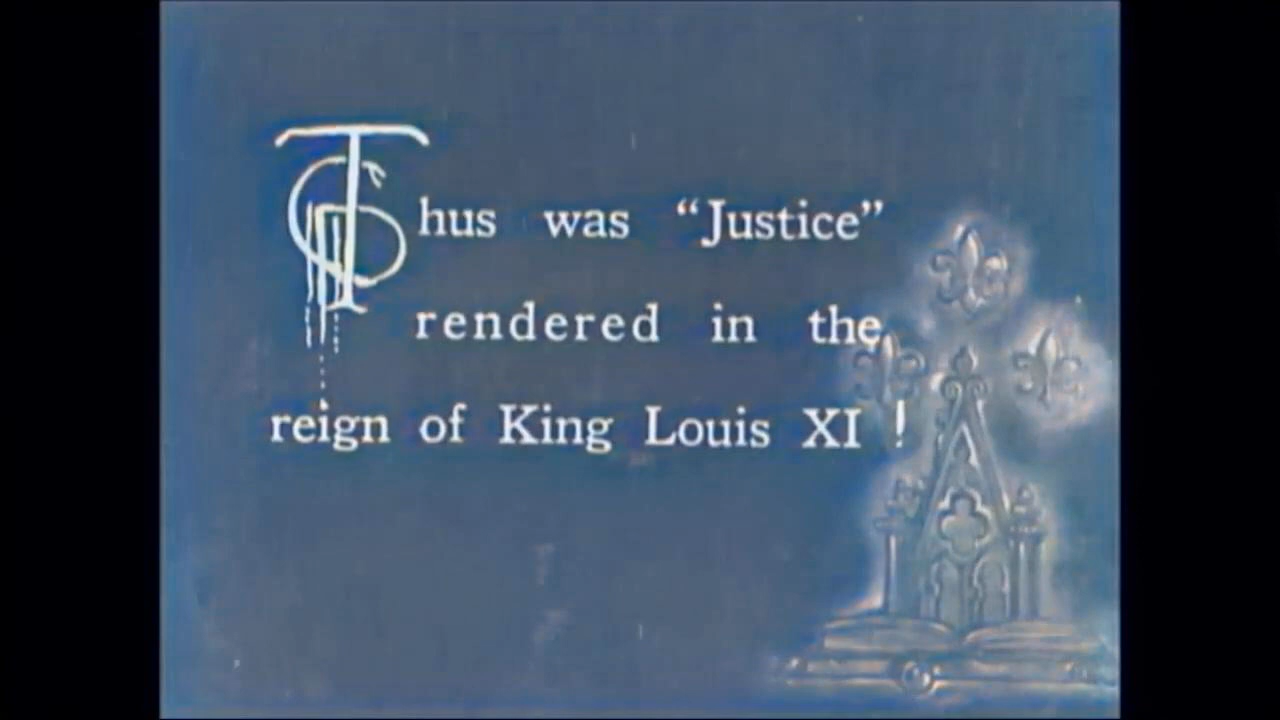 Thus was “Justice”
rendered in the
reign of King Louis XI !